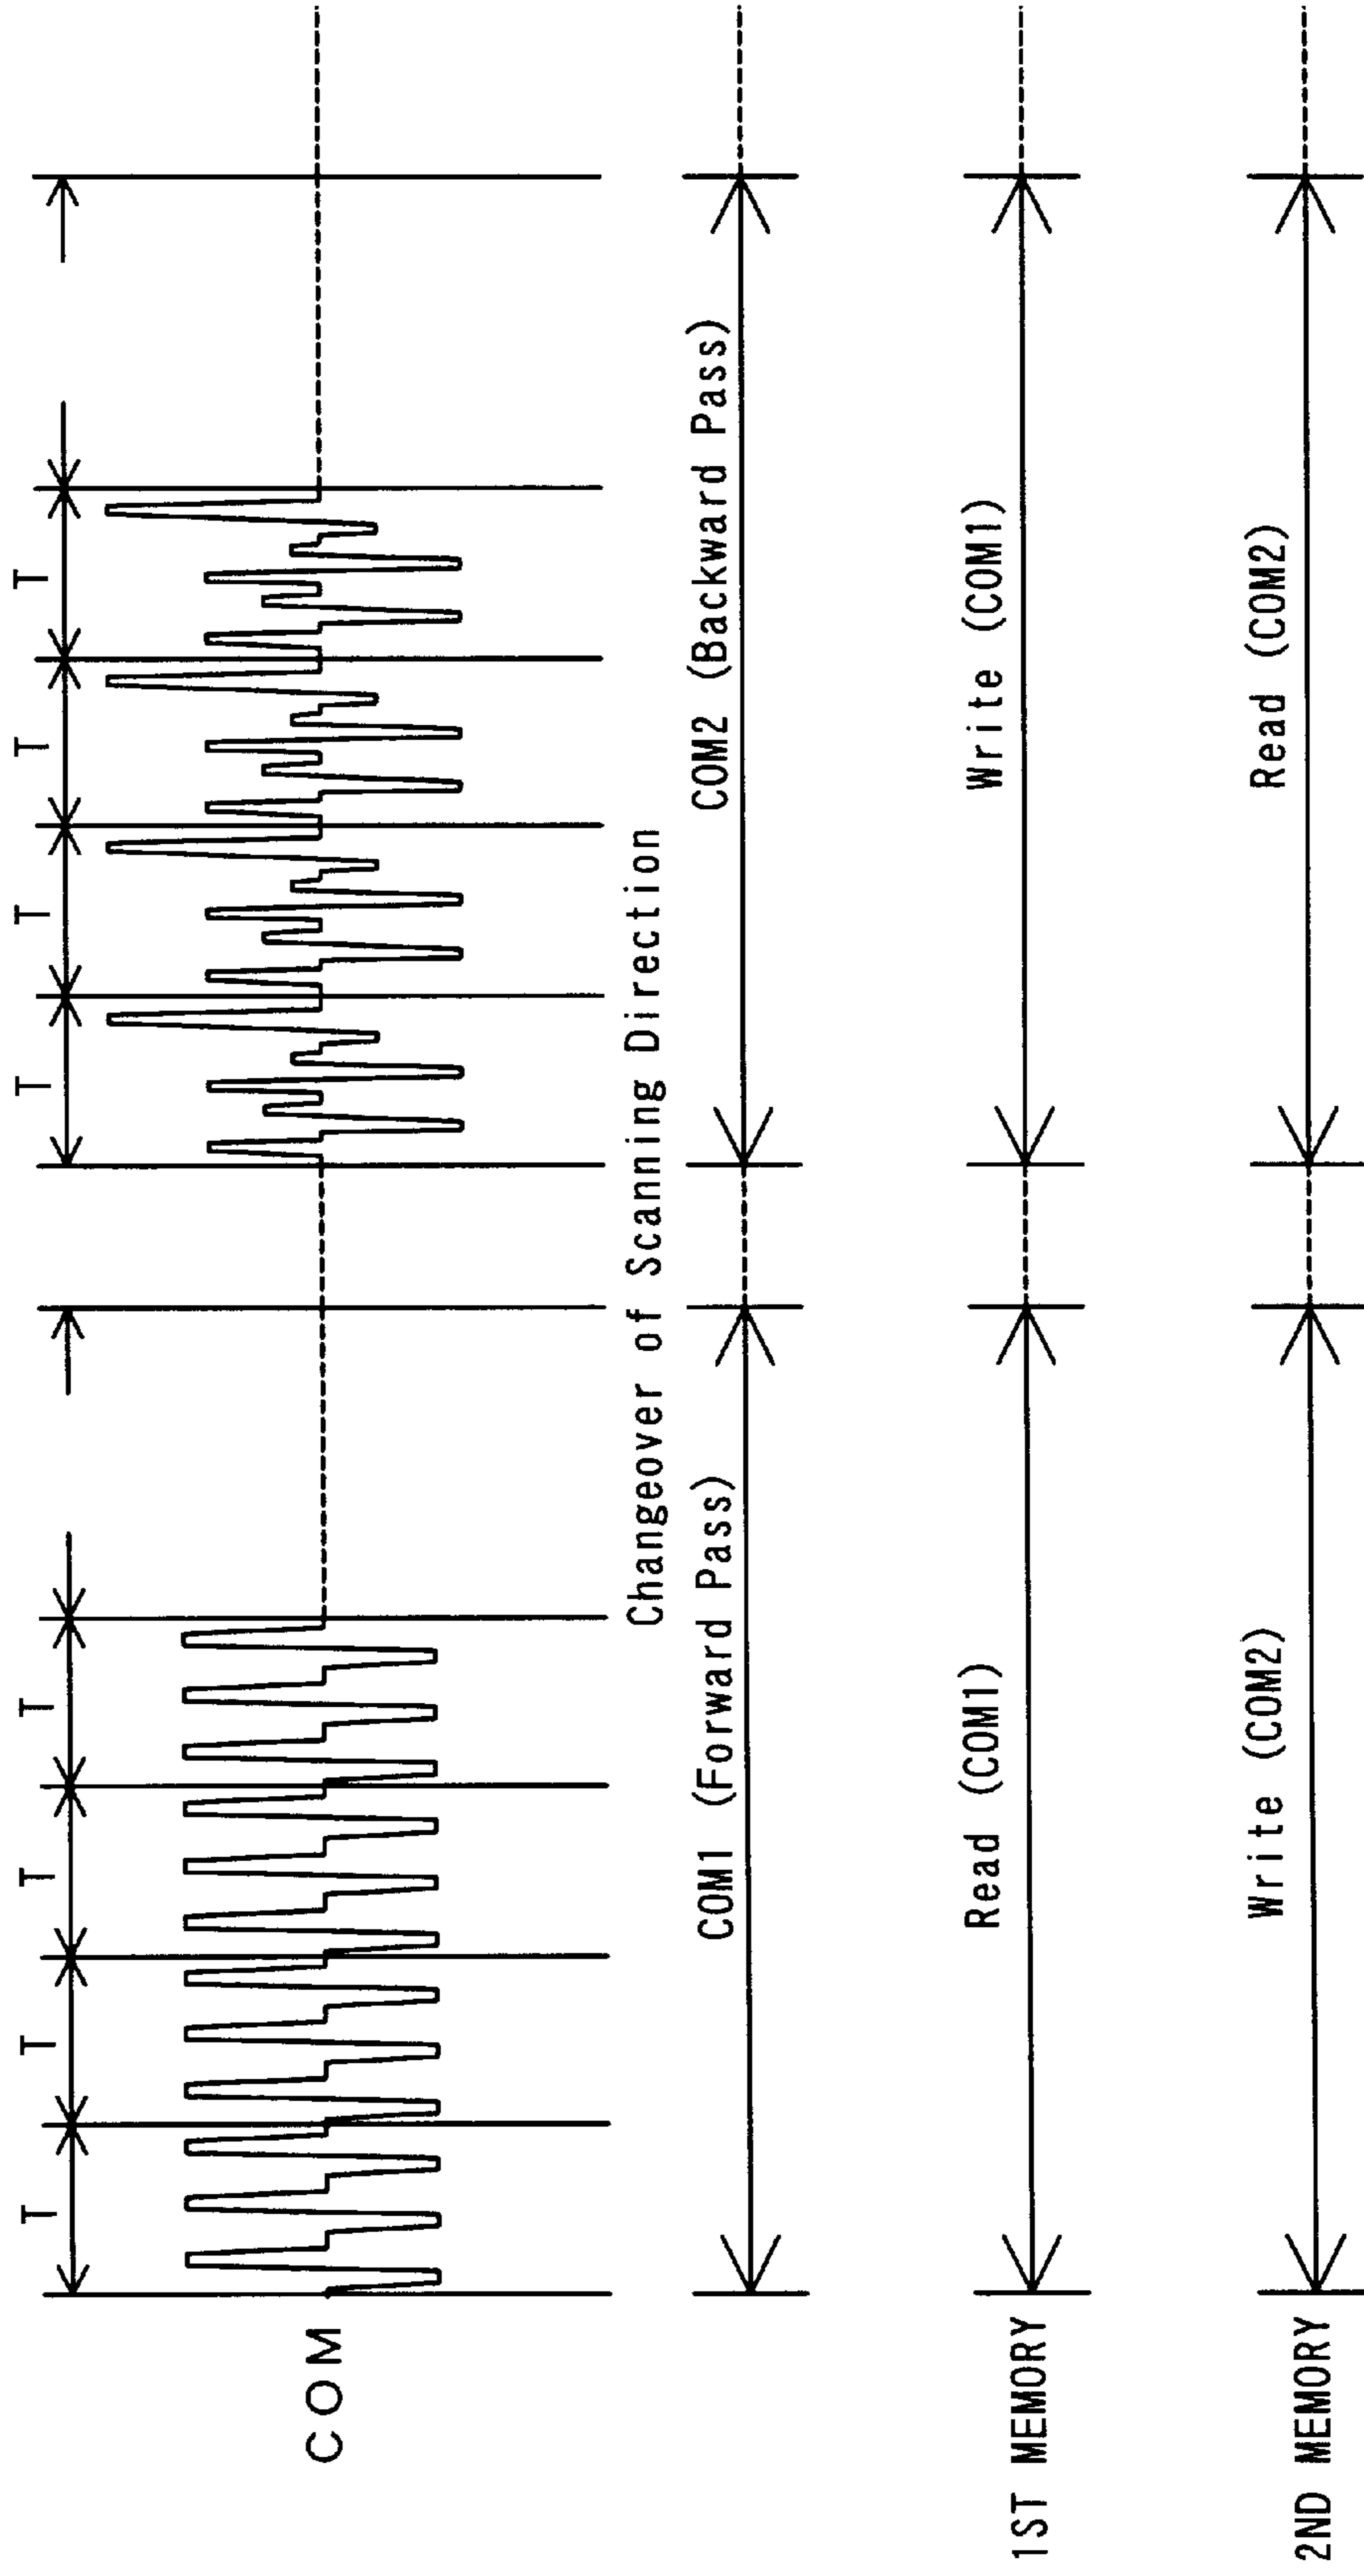 T T T T T T T T
COM
Changeover of Scanning Direction
COM1 (Forward Pass) COM2 (Backward Pass)
1ST MEMORY Read (COM1) Write (COM1)
2ND MEMORY Write (COM2) Read (COM2)